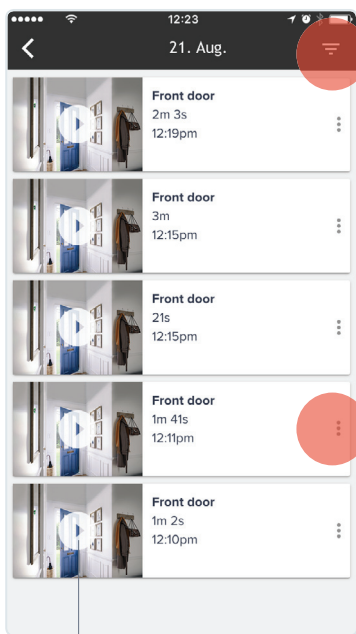 12:23
21. Aug.
Front door
2m 3s
12:19pm
Front door
3m
12:15pm
Front door
21s
12:15pm
Front door
1m 41s
12:11pm
Front door
1m 2s
12:10pm